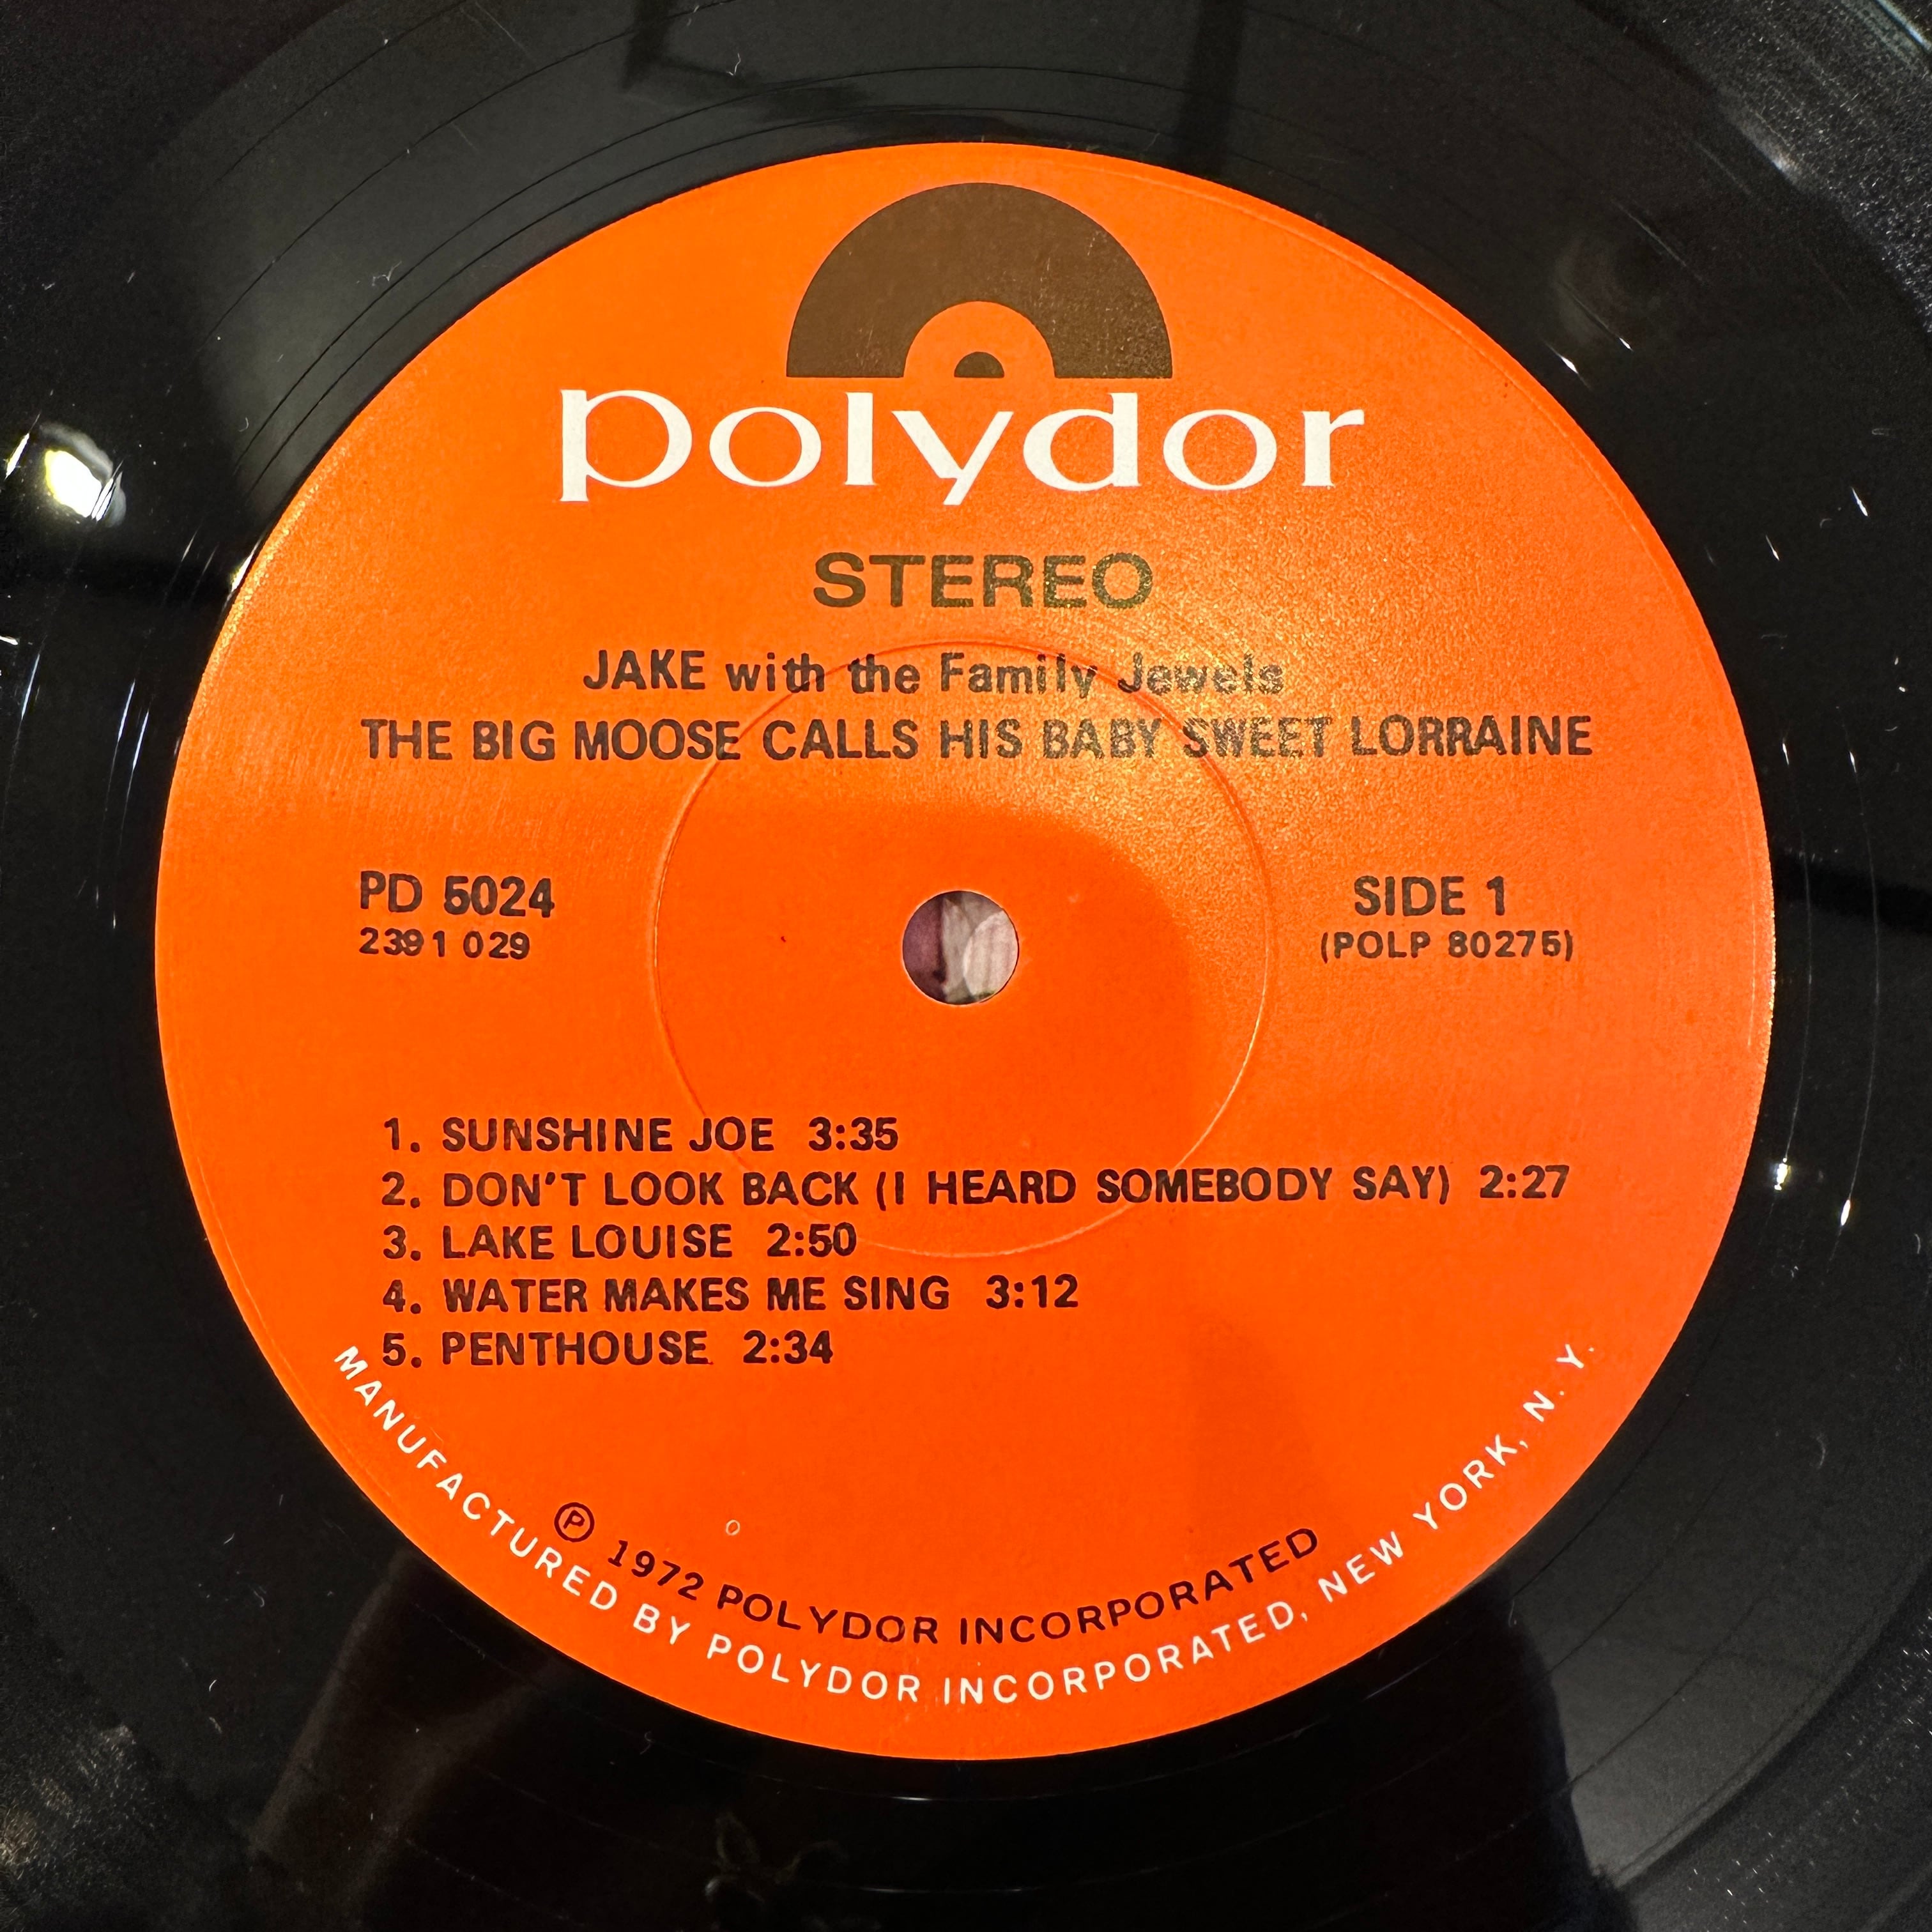 polydor
STEREO
JAKE with the Family Jewels
THE BIG MOOSE CALLS HIS BABY SWEET LORRAINE
PD 5024
2391 029
SIDE 1
(POLP 80275)
1. SUNSHINE JOE 3:35
2. DON'T LOOK BACK (I HEARD SOMEBODY SAY) 2:27
3. LAKE LOUISE 2:50
4. WATER MAKES ME SING 3:12
5. PENTHOUSE 2:34
Ⓟ 1972 POLYDOR INCORPORATED
MANUFACTURED BY POLYDOR INCORPORATED, NEW YORK, N. Y.